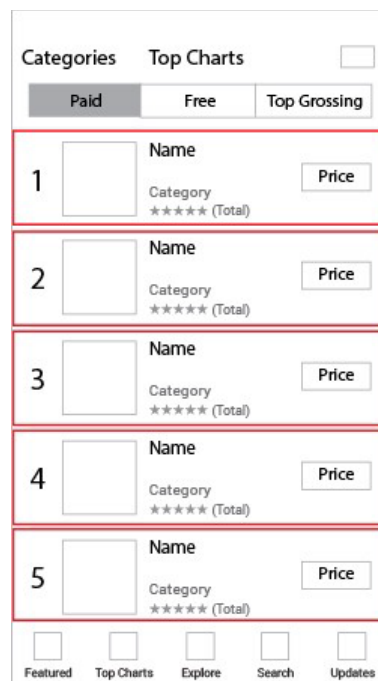 Categories Top Charts
Paid Free Top Grossing
1 Name
Price
Category
★★★★★ (Total)
2 Name
Price
Category
★★★★★ (Total)
3 Name
Price
Category
★★★★★ (Total)
4 Name
Price
Category
★★★★★ (Total)
5 Name
Price
Category
★★★★★ (Total)
Featured Top Charts Explore Search Updates